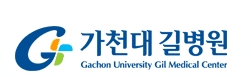 가천대 길병원
Gachon University Gil Medical Center